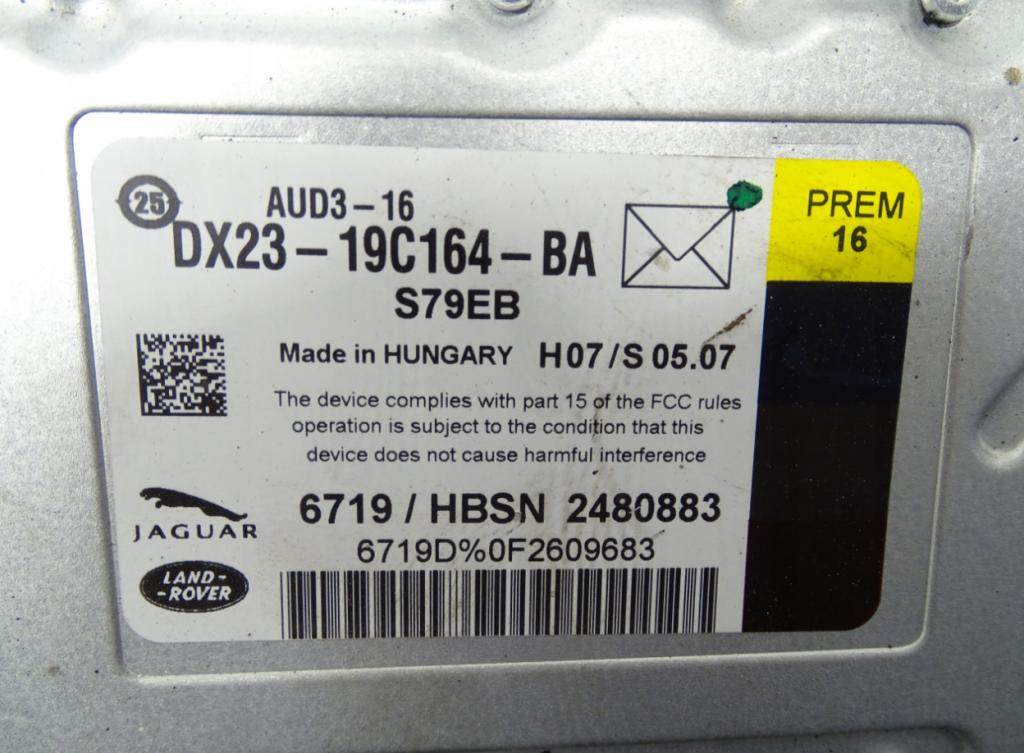 25
AUD3-16
DX23-19C164-BA
PREM
16
S79EB
Made in HUNGARY H07/S 05.07
The device complies with part 15 of the FCC rules
operation is subject to the condition that this
device does not cause harmful interference
JAGUAR
LAND-
-ROVER
6719 / HBSN 2480883
6719D%0F2609683